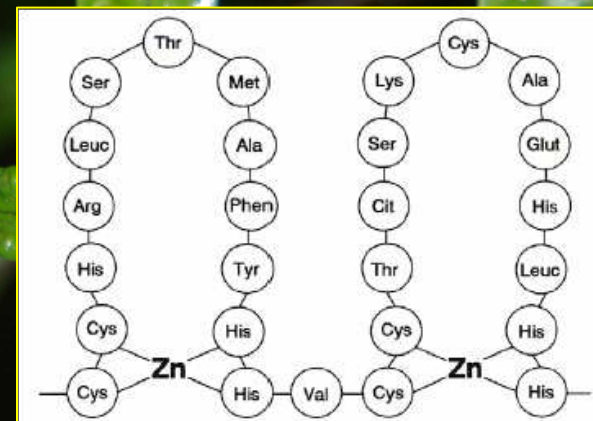 Thr Cys
Ser Met Lys Ala
Leuc Ala Ser Glut
Arg Phen Cit His
His Tyr Thr Leuc
Cys His Cys His
Zn Zn
Cys His Val Cys His